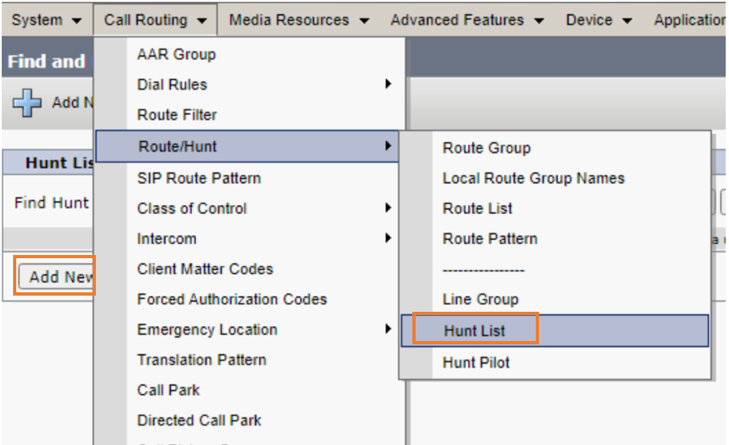 System Call Routing Media Resources Advanced Features Device Application
Find and
Add N
Hunt Lis
Find Hunt
Add New
AAR Group
Dial Rules
Route Filter
Route/Hunt
SIP Route Pattern
Class of Control
Intercom
Client Matter Codes
Forced Authorization Codes
Emergency Location
Translation Pattern
Call Park
Directed Call Park
Route Group
Local Route Group Names
Route List
Route Pattern
----------------
Line Group
Hunt List
Hunt Pilot